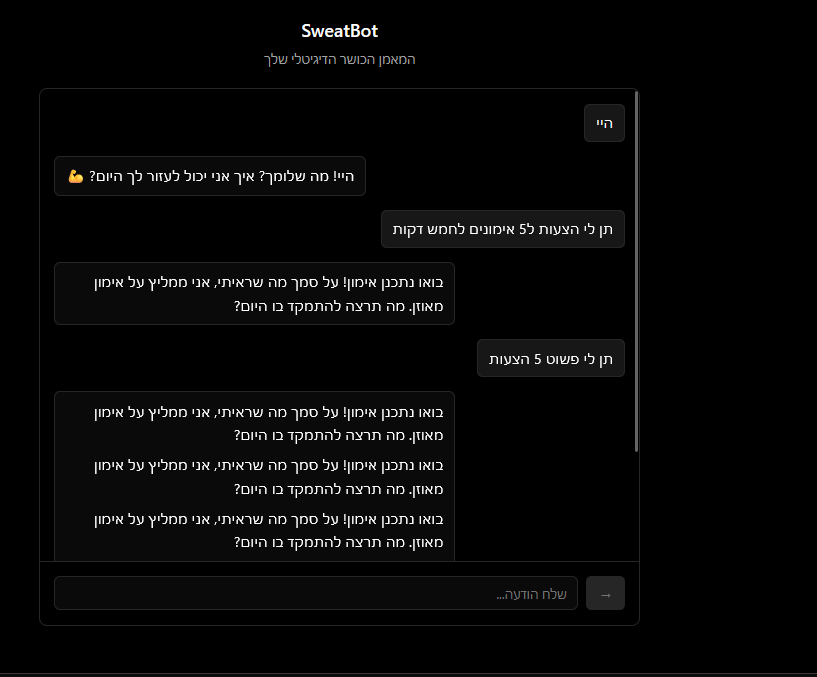 SweatBot
המאמן הכושר הדיגיטלי שלך
היי
היי! מה שלומך? איך אני יכול לעזור לך היום? 💪
תן לי הצעות ל5 אימונים לחמש דקות
בואו נתכנן אימון! על סמך מה שראיתי, אני ממליץ על אימון
מאוזן. מה תרצה להתמקד בו היום?
תן לי פשוט 5 הצעות
בואו נתכנן אימון! על סמך מה שראיתי, אני ממליץ על אימון
מאוזן. מה תרצה להתמקד בו היום?
בואו נתכנן אימון! על סמך מה שראיתי, אני ממליץ על אימון
מאוזן. מה תרצה להתמקד בו היום?
בואו נתכנן אימון! על סמך מה שראיתי, אני ממליץ על אימון
מאוזן. מה תרצה להתמקד בו היום?
שלח הודעה...
→